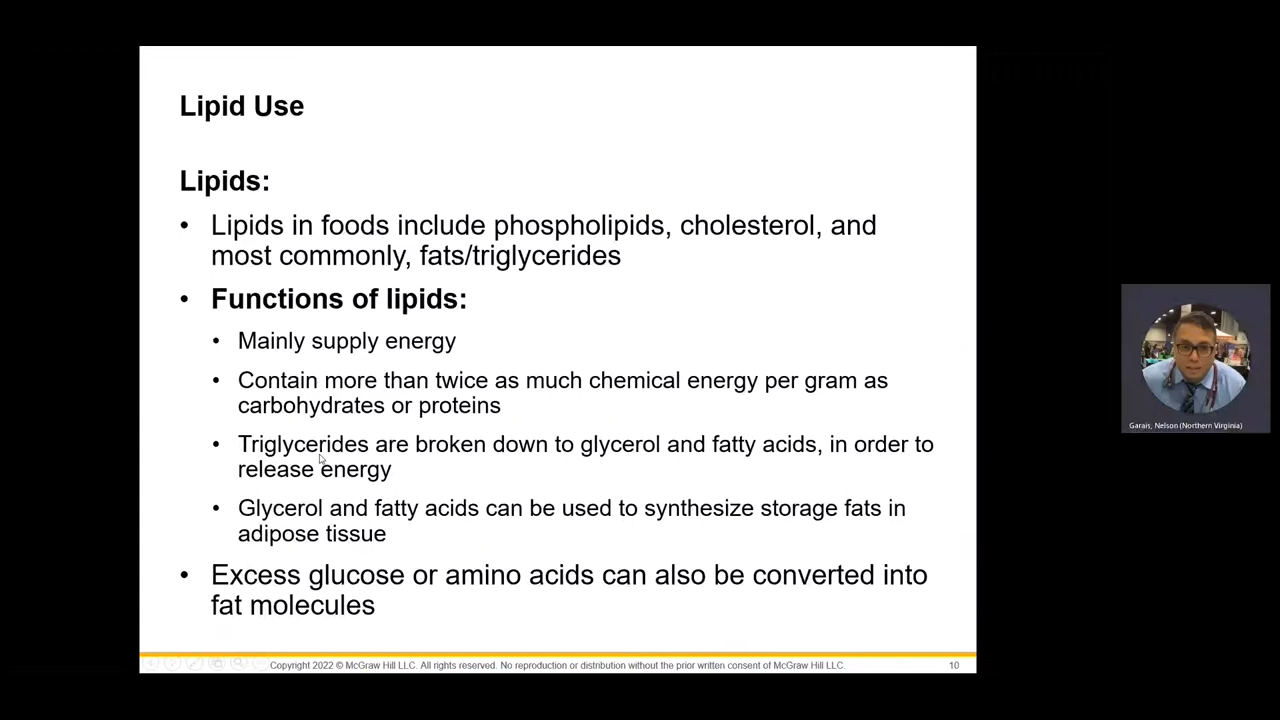 Lipid Use
Lipids:
• Lipids in foods include phospholipids, cholesterol, and
most commonly, fats/triglycerides
• Functions of lipids:
• Mainly supply energy
• Contain more than twice as much chemical energy per gram as
carbohydrates or proteins
• Triglycerides are broken down to glycerol and fatty acids, in order to
release energy
• Glycerol and fatty acids can be used to synthesize storage fats in
adipose tissue
• Excess glucose or amino acids can also be converted into
fat molecules
Copyright 2022 © McGraw Hill LLC. All rights reserved. No reproduction or distribution without the prior written consent of McGraw Hill LLC.
10
Garais, Nelson (Northern Virginia)